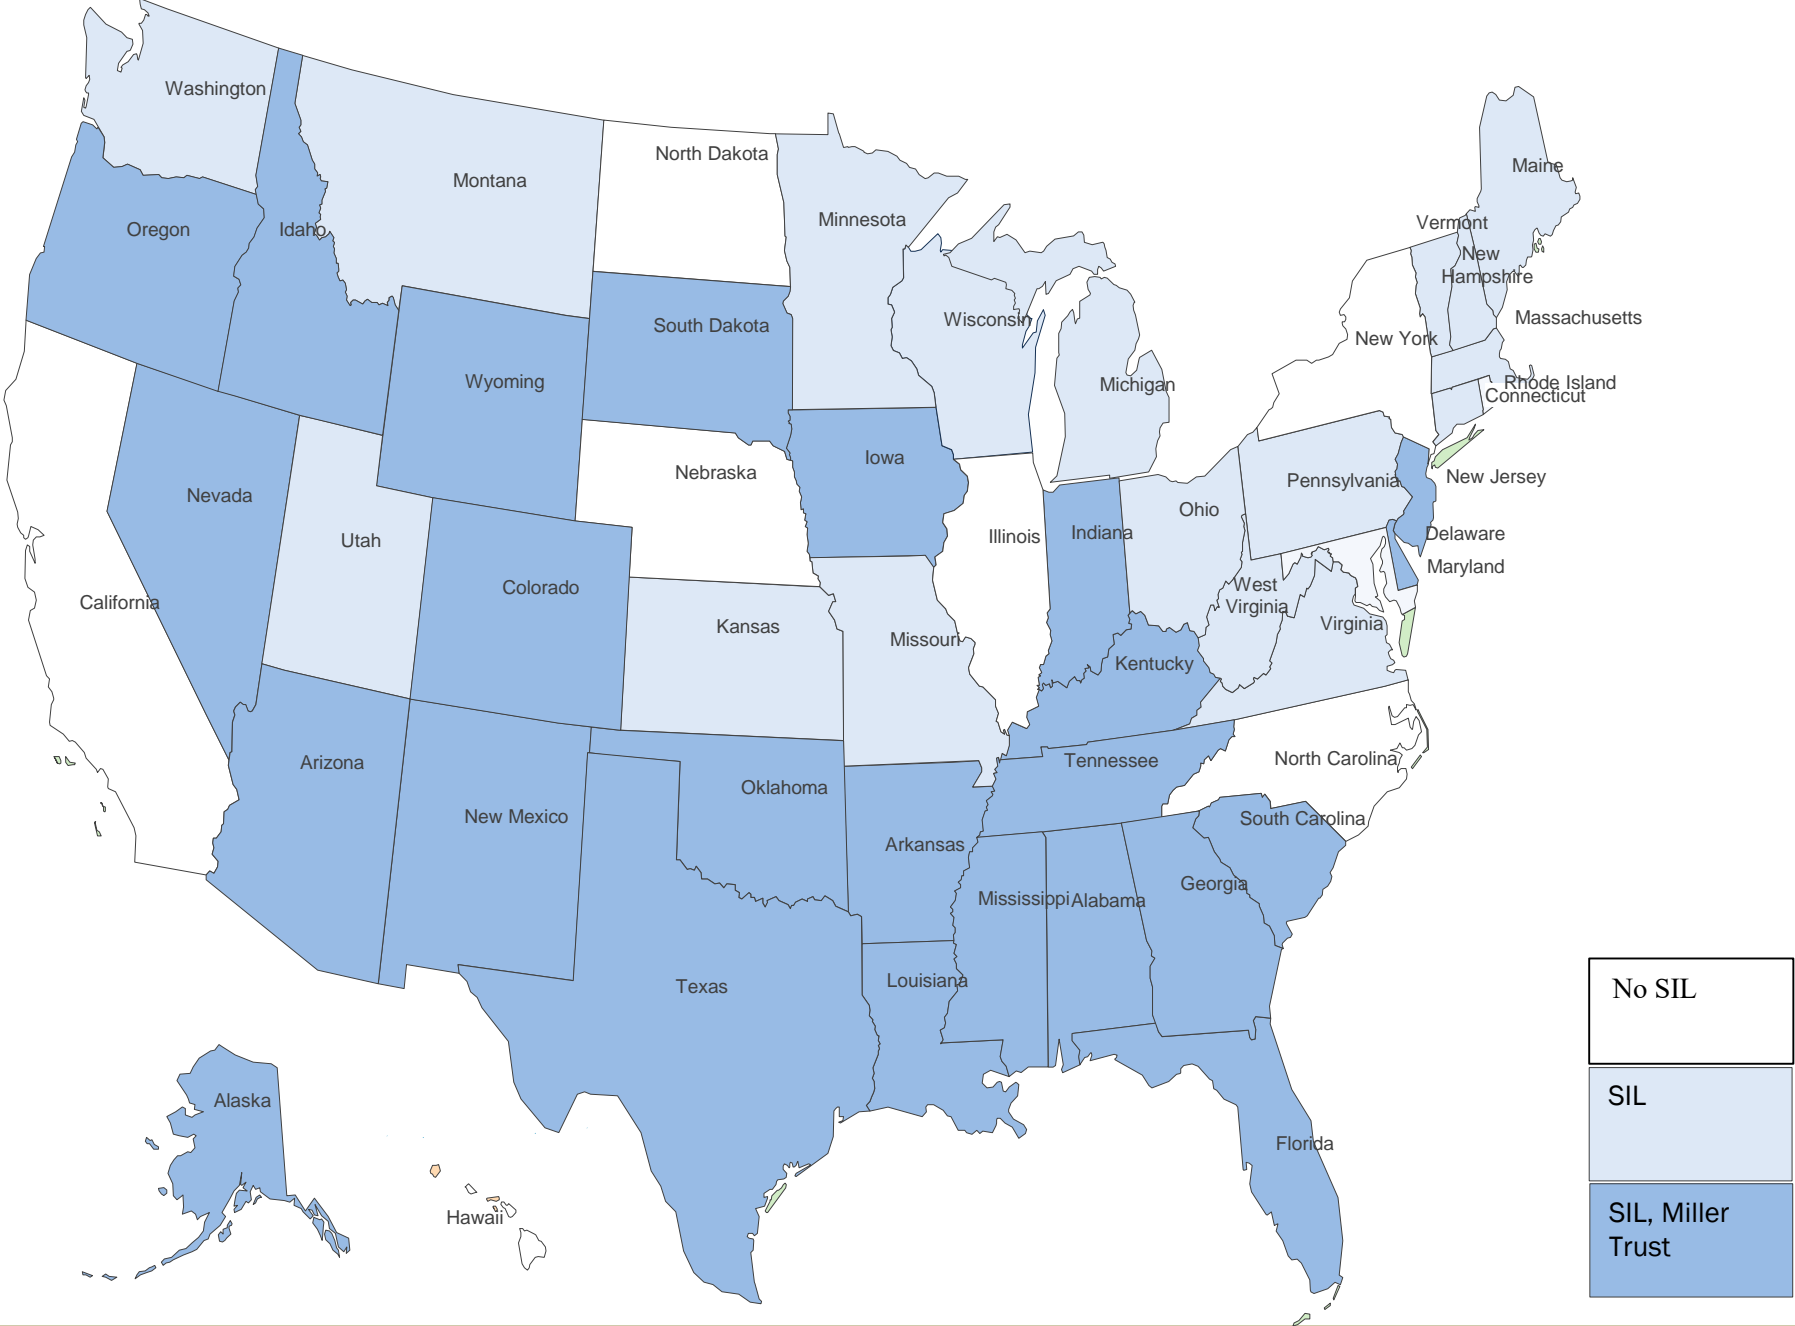 Washington
Montana
North Dakota
Minnesota
Maine
Vermont
New
Hampshire
Oregon
Idaho
South Dakota
Wisconsin
Massachusetts
New York
Wyoming
Michigan
Rhode Island
Connecticut
Iowa
Nebraska
Pennsylvania
New Jersey
Nevada
Ohio
Utah
Illinois
Indiana
Delaware
Maryland
Colorado
West
Virginia
California
Kansas
Missouri
Virginia
Kentucky
Arizona
Tennessee
North Carolina
Oklahoma
New Mexico
South Carolina
Arkansas
Georgia
Mississippi
Alabama
Louisiana
Texas
No SIL
Alaska
SIL
Florida
Hawaii
SIL, Miller
Trust